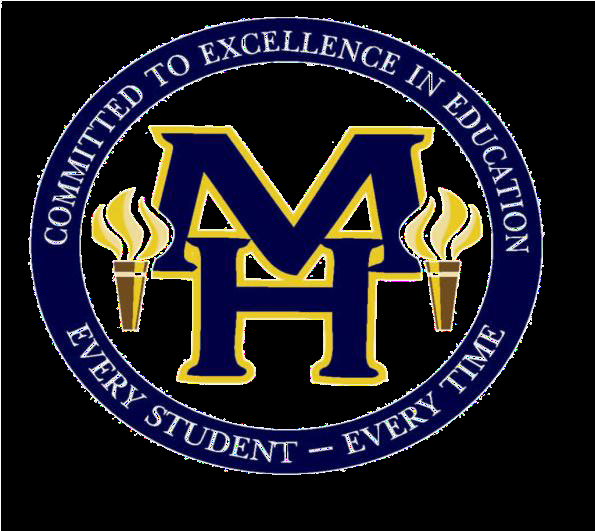 COMMITTED TO EXCELLENCE IN EDUCATION
MH
EVERY STUDENT — EVERY TIME